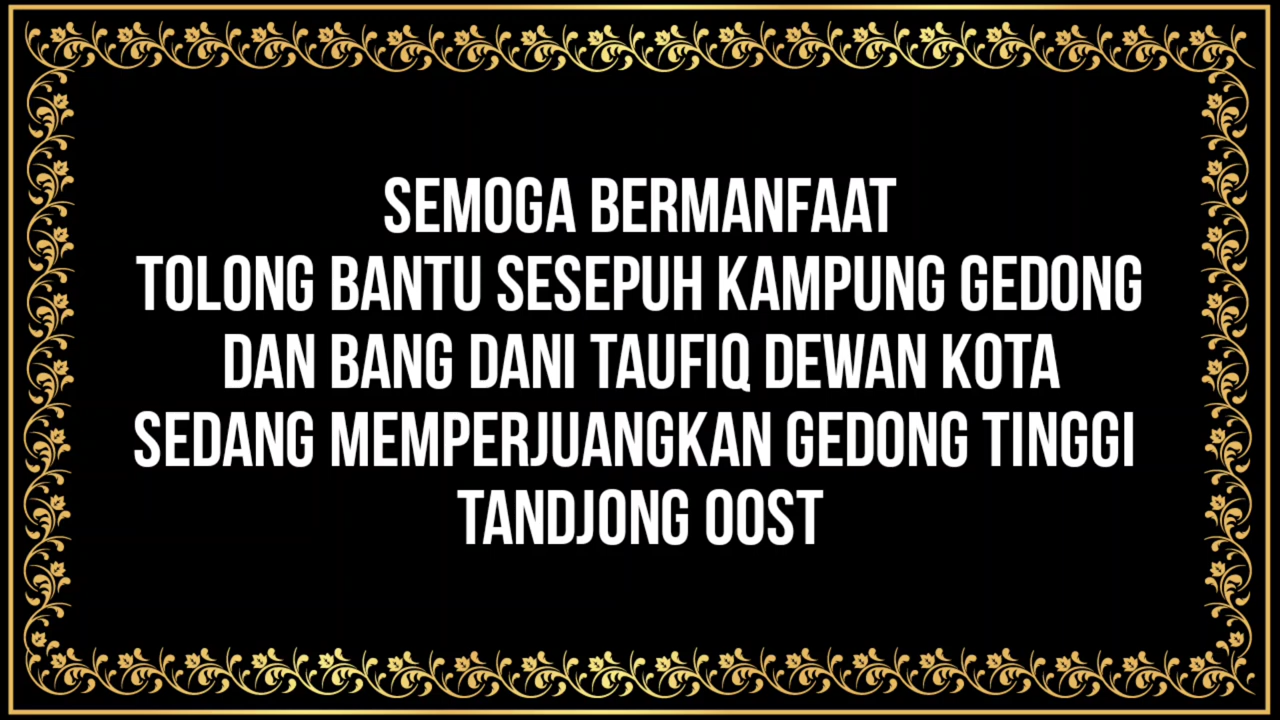 SEMOGA BERMANFAAT
TOLONG BANTU SESEPUH KAMPUNG GEDONG
DAN BANG DANI TAUFIQ DEWAN KOTA
SEDANG MEMPERJUANGKAN GEDONG TINGGI
TANDJONG OOST